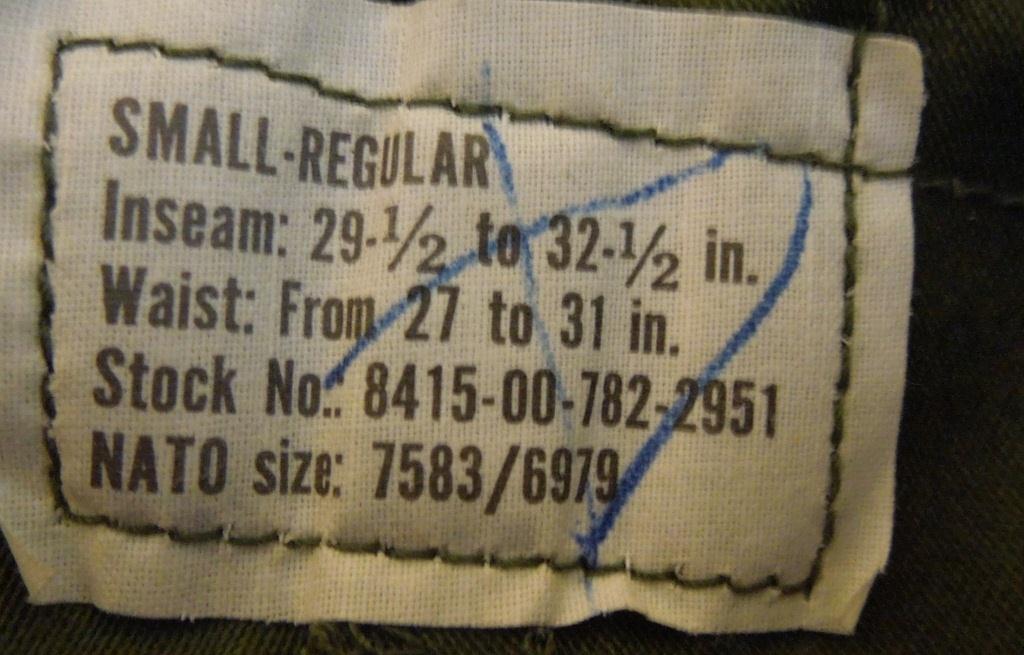 SMALL-REGULAR
Inseam: 29-1/2 to 32-1/2 in.
Waist: From 27 to 31 in.
Stock No.: 8415-00-782-2951
NATO size: 7583/6979